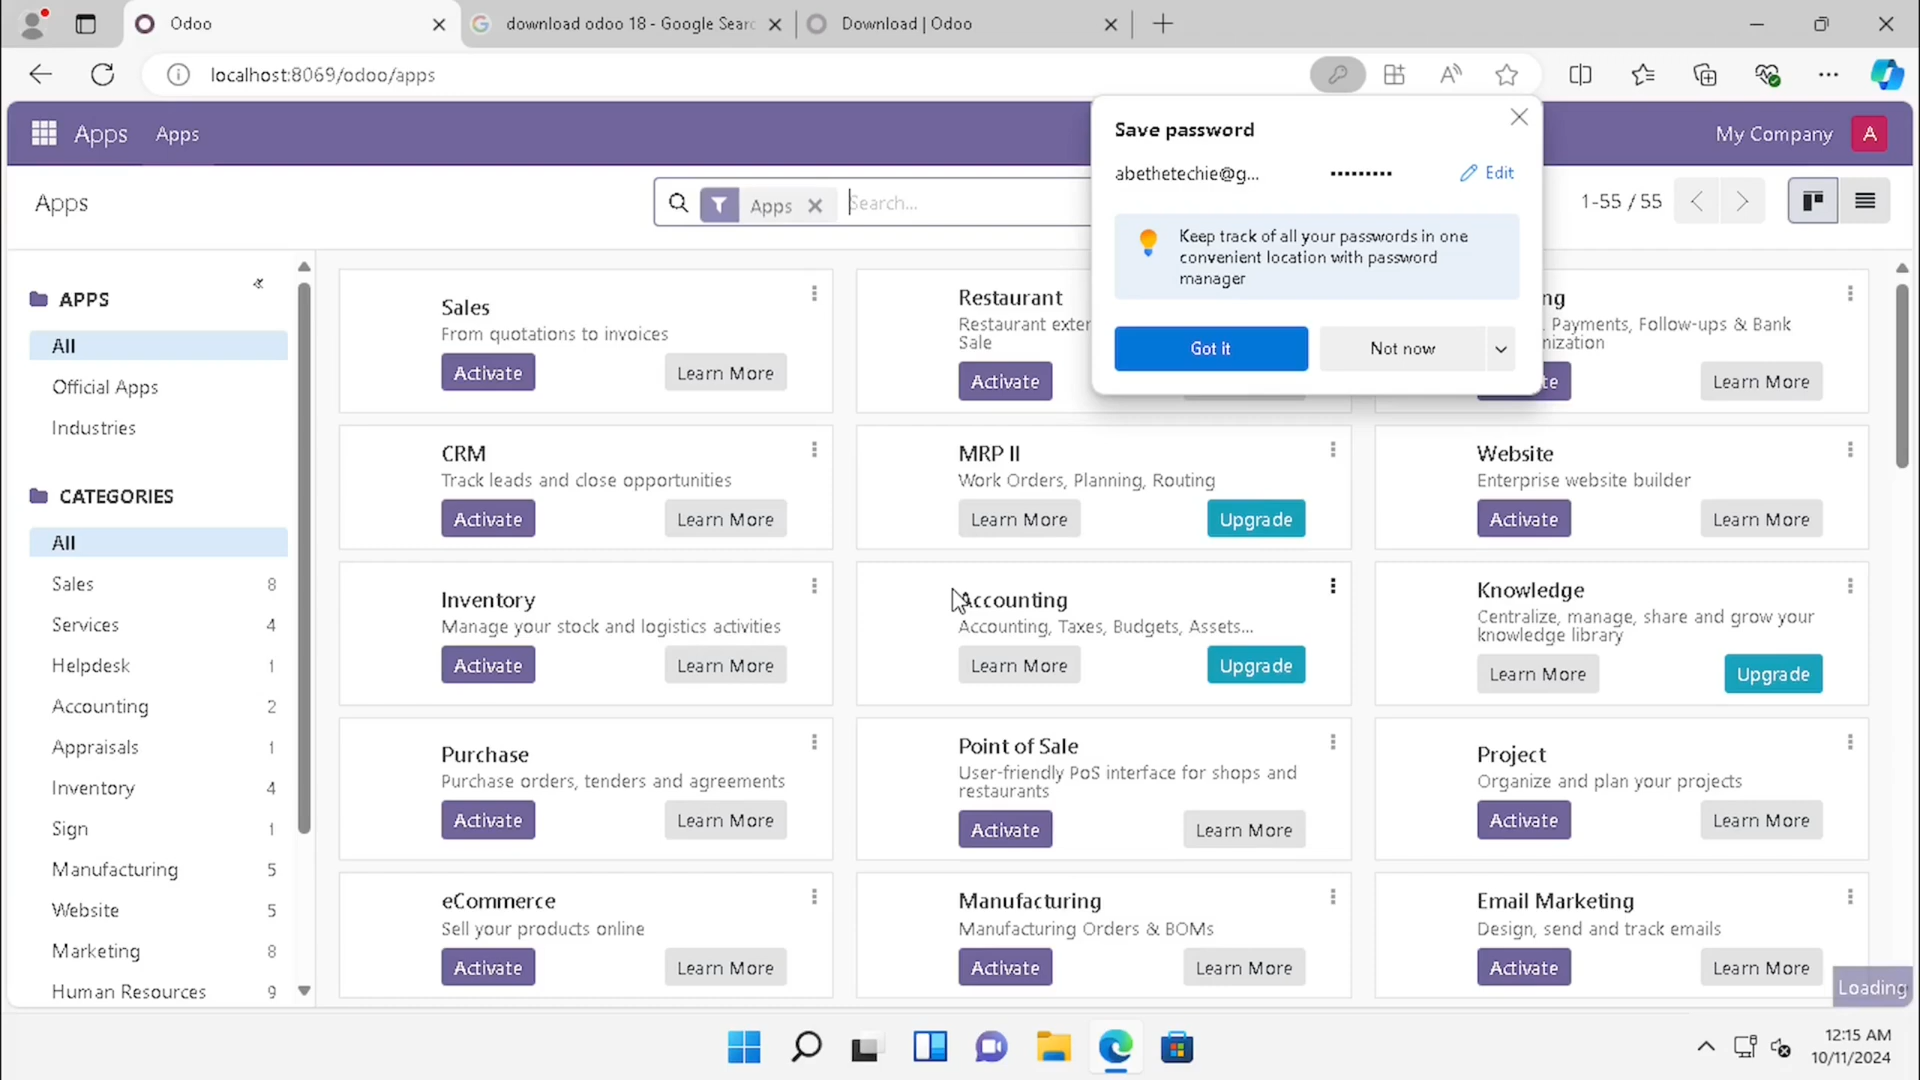 Odoo
download odoo 18 - Google Searc
Download | Odoo
localhost:8069/odoo/apps
Apps
Apps
My Company
A
Save password
abethetechie@g...
•••••••••
Edit
Keep track of all your passwords in one
convenient location with password
manager
Got it
Not now
Apps
Apps
Search...
1-55 / 55
APPS
All
Official Apps
Industries
CATEGORIES
All
Sales 8
Services 4
Helpdesk 1
Accounting 2
Appraisals 1
Inventory 4
Sign 1
Manufacturing 5
Website 5
Marketing 8
Human Resources 9
Sales
From quotations to invoices
Activate
Learn More
Restaurant
Restaurant exter
Sale
Activate
ng
, Payments, Follow-ups & Bank
nization
te
Learn More
CRM
Track leads and close opportunities
Activate
Learn More
MRP II
Work Orders, Planning, Routing
Learn More
Upgrade
Website
Enterprise website builder
Activate
Learn More
Inventory
Manage your stock and logistics activities
Activate
Learn More
Accounting
Accounting, Taxes, Budgets, Assets...
Learn More
Upgrade
Knowledge
Centralize, manage, share and grow your
knowledge library
Learn More
Upgrade
Purchase
Purchase orders, tenders and agreements
Activate
Learn More
Point of Sale
User-friendly PoS interface for shops and
restaurants
Activate
Learn More
Project
Organize and plan your projects
Activate
Learn More
eCommerce
Sell your products online
Activate
Learn More
Manufacturing
Manufacturing Orders & BOMs
Activate
Learn More
Email Marketing
Design, send and track emails
Activate
Learn More
Loading
12:15 AM
10/11/2024